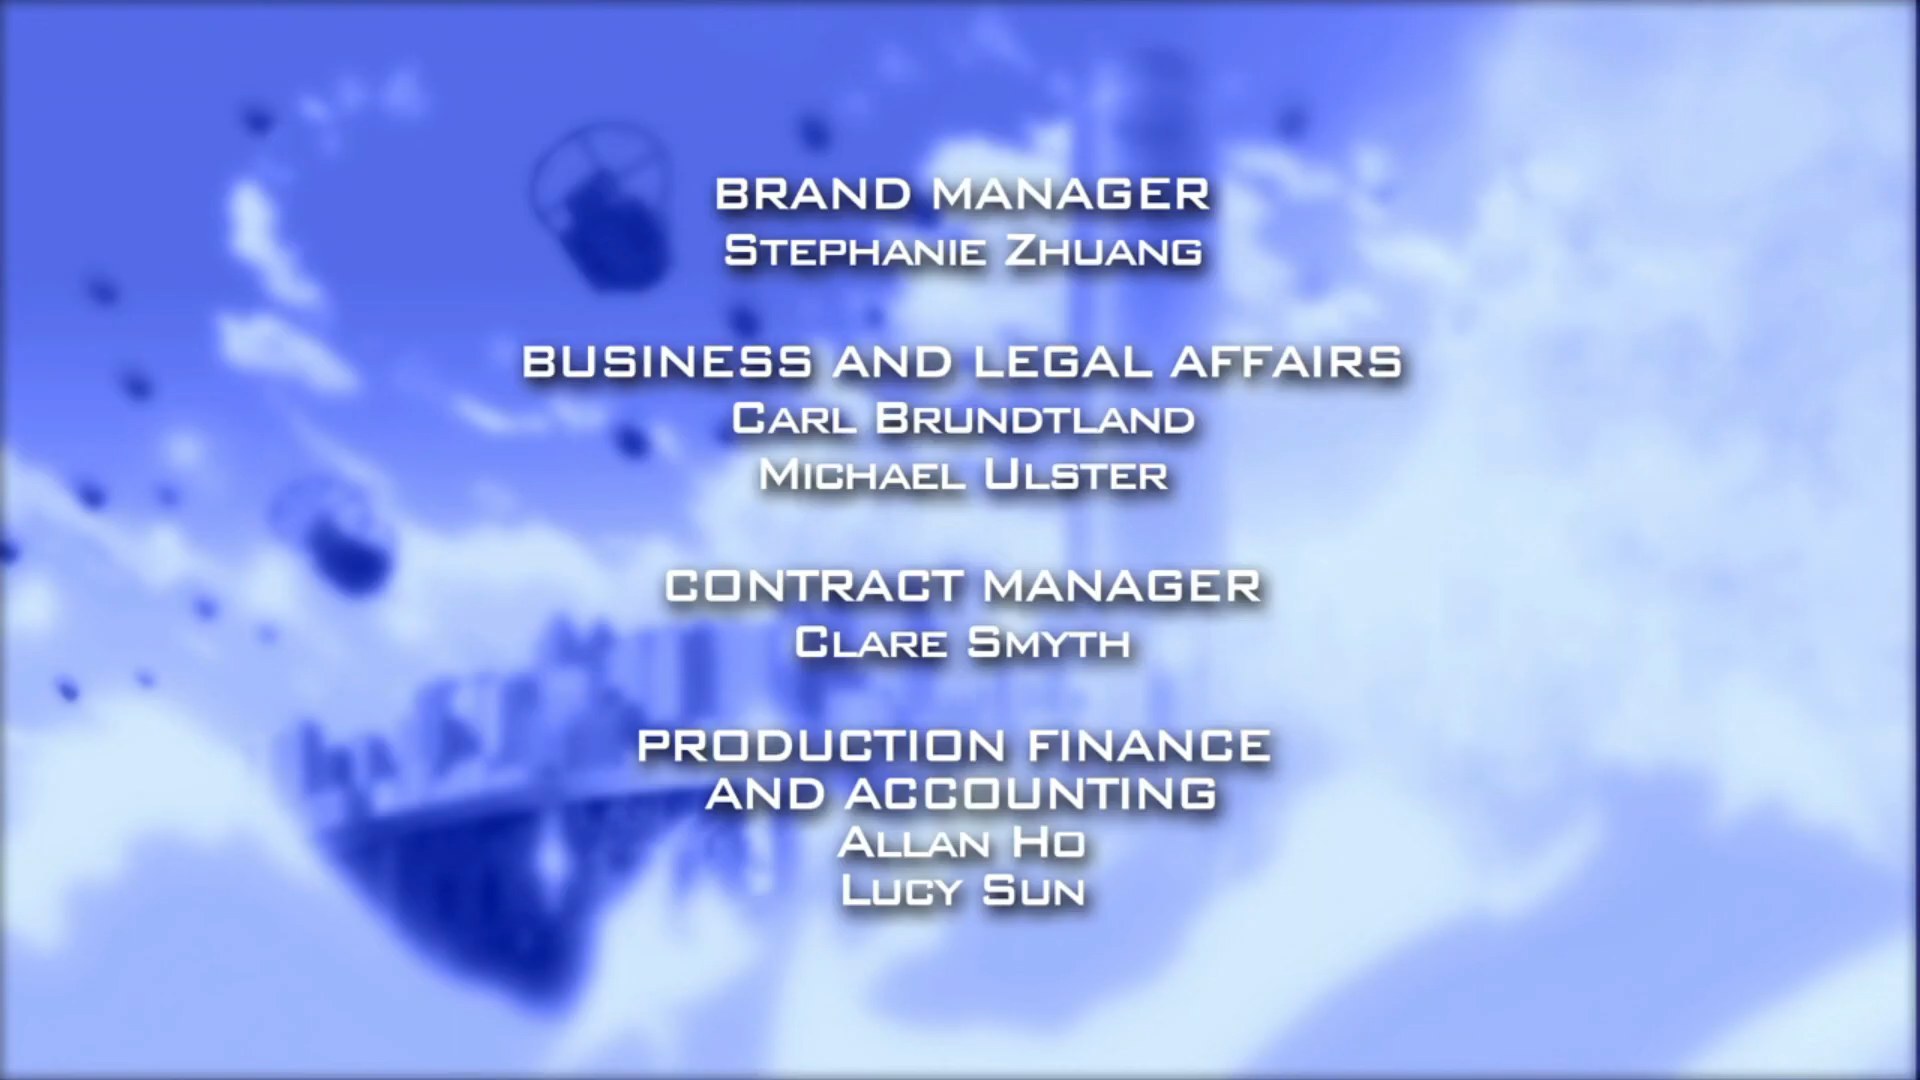 BRAND MANAGER
STEPHANIE ZHUANG
BUSINESS AND LEGAL AFFAIRS
CARL BRUNDTLAND
MICHAEL ULSTER
CONTRACT MANAGER
CLARE SMYTH
PRODUCTION FINANCE
AND ACCOUNTING
ALLAN HO
LUCY SUN